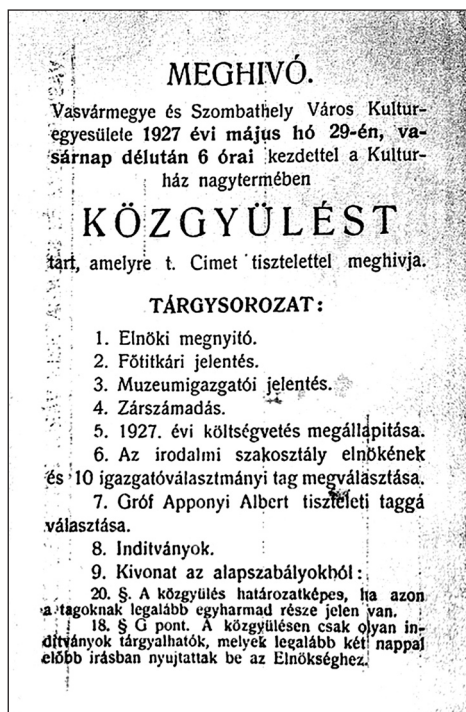 MEGHIVÓ.
Vasvármegye és Szombathely Város Kultur-
egyesülete 1927 évi május hó 29-én, va-
sárnap délután 6 órai kezdettel a Kultur-
ház nagytermében
KÖZGYÜLÉST
tart, amelyre t. Cimet tisztelettel meghivja.
TÁRGYSOROZAT:
1. Elnöki megnyitó.
2. Főtitkári jelentés.
3. Muzeumigazgatói jelentés.
4. Zárszámadás.
5. 1927. évi költségvetés megállapitása.
6. Az irodalmi szakosztály elnökének
és 10 igazgatóválasztmányi tag megválasztása.
7. Gróf Apponyi Albert tiszteleti taggá
választása.
8. Inditványok.
9. Kivonat az alapszabályokból:
20. §. A közgyülés határozatképes, ha azon
a tagoknak legalább egyharmad része jelen van.
18. § G pont. A közgyülésen csak olyan in-
ditványok tárgyalhatók, melyek legalább két nappal
előbb irásban nyujtattak be az Elnökséghez.